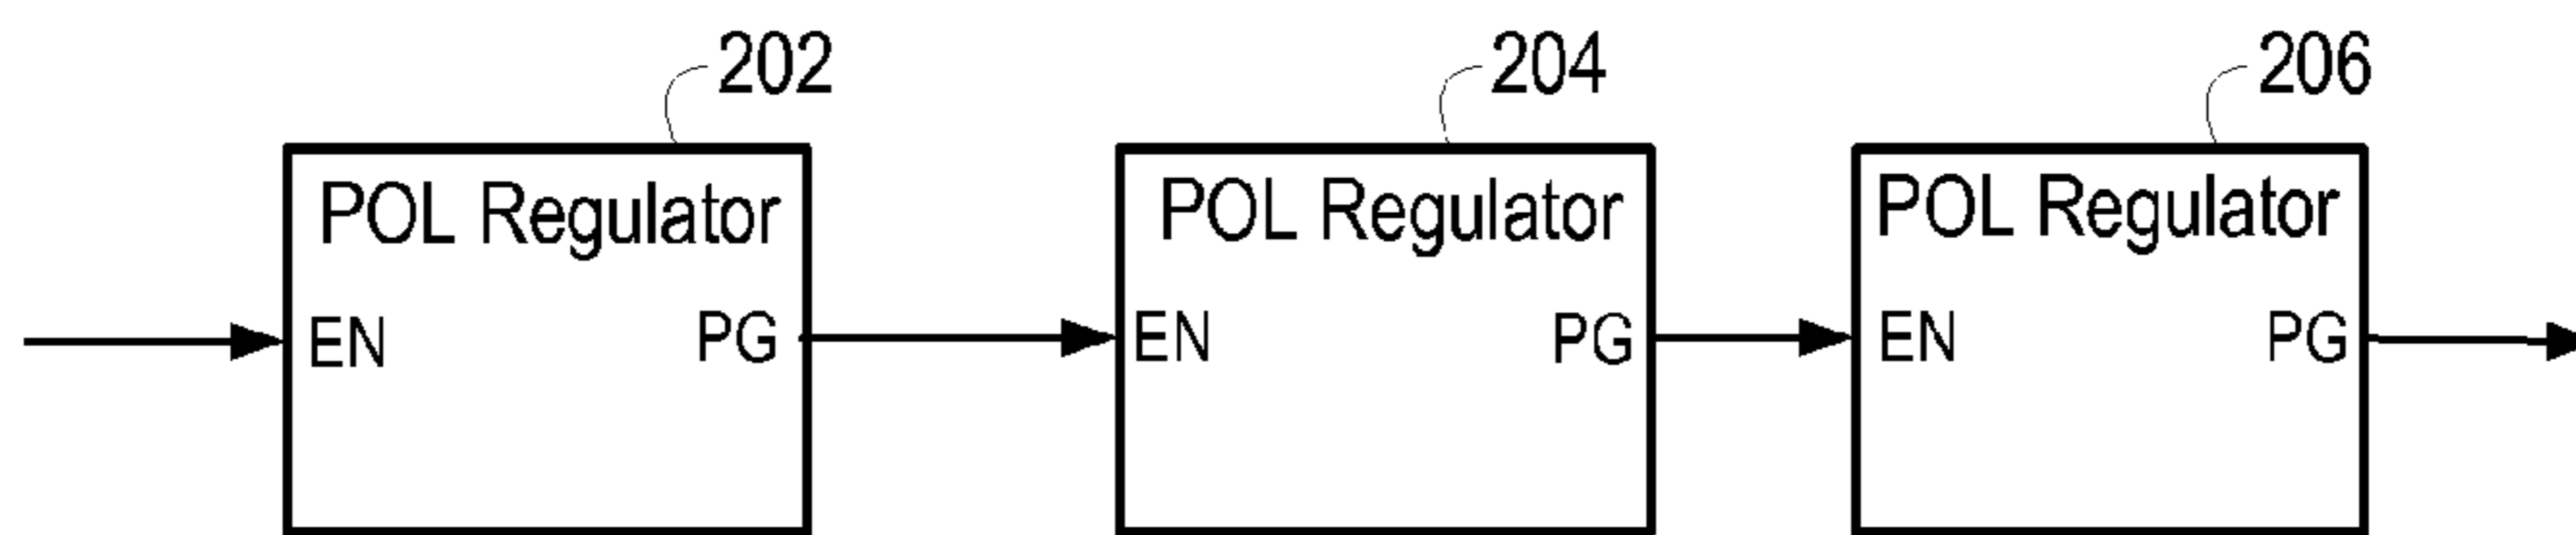 202 204 206
POL Regulator POL Regulator POL Regulator
EN PG EN PG EN PG